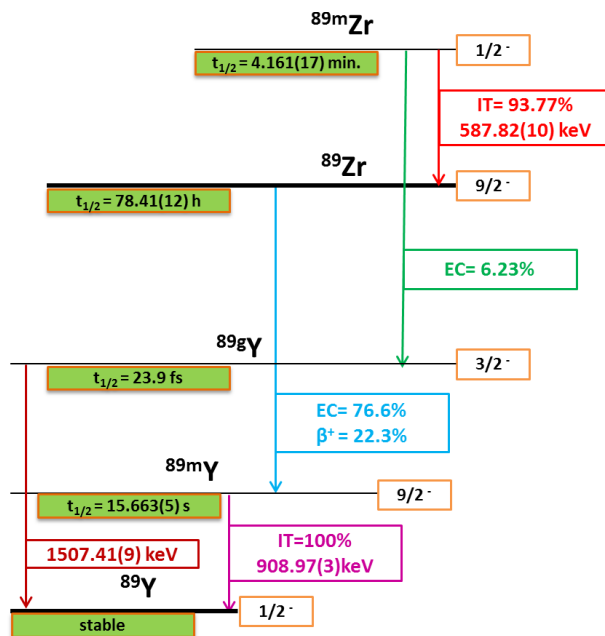 89mZr
t1/2 = 4.161(17) min.
1/2 -
IT= 93.77%
587.82(10) keV
89Zr
t1/2 = 78.41(12) h
9/2 -
EC= 6.23%
89gY
t1/2 = 23.9 fs
3/2 -
EC= 76.6%
β+ = 22.3%
89mY
t1/2 = 15.663(5) s
9/2 -
1507.41(9) keV
IT=100%
908.97(3)keV
89Y
stable
1/2 -